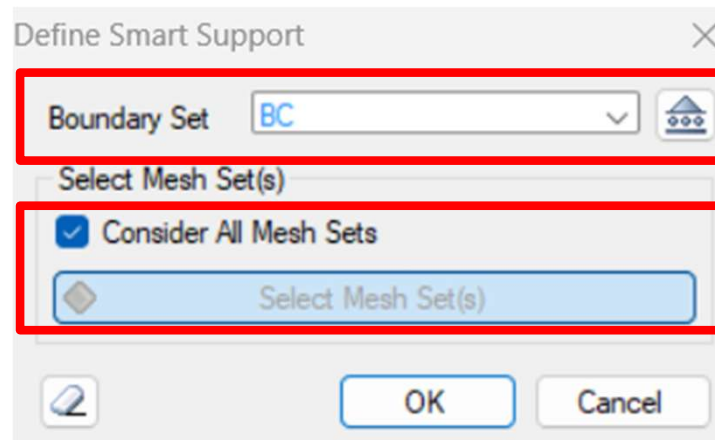 Define Smart Support
Boundary Set BC
Select Mesh Set(s)
Consider All Mesh Sets
Select Mesh Set(s)
OK Cancel